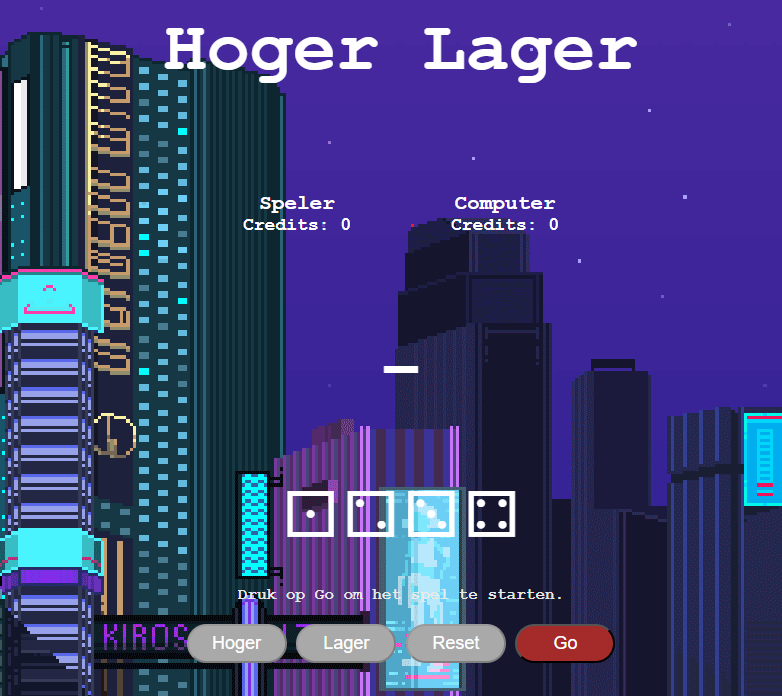 Hoger Lager
Speler Computer
Credits: 0 Credits: 0
-
Druk op Go om het spel te starten.
KIROS
Hoger Lager Reset Go